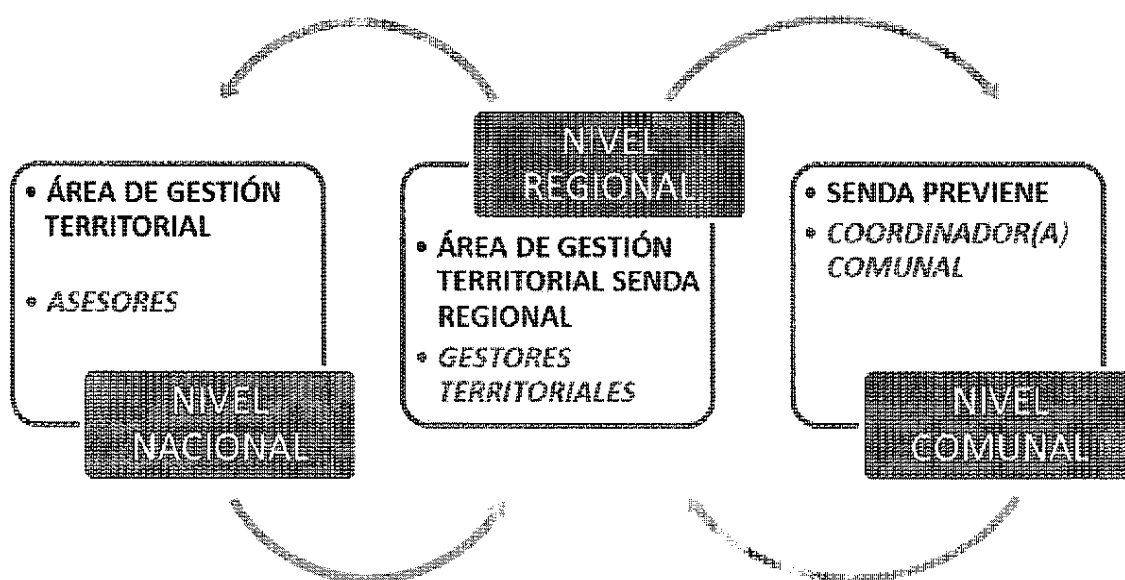 • ÁREA DE GESTIÓN
TERRITORIAL
• ASESORES
NIVEL
NACIONAL
NIVEL
REGIONAL
• ÁREA DE GESTIÓN
TERRITORIAL SENDA
REGIONAL
• GESTORES
TERRITORIALES
• SENDA PREVIENE
• COORDINADOR(A)
COMUNAL
NIVEL
COMUNAL